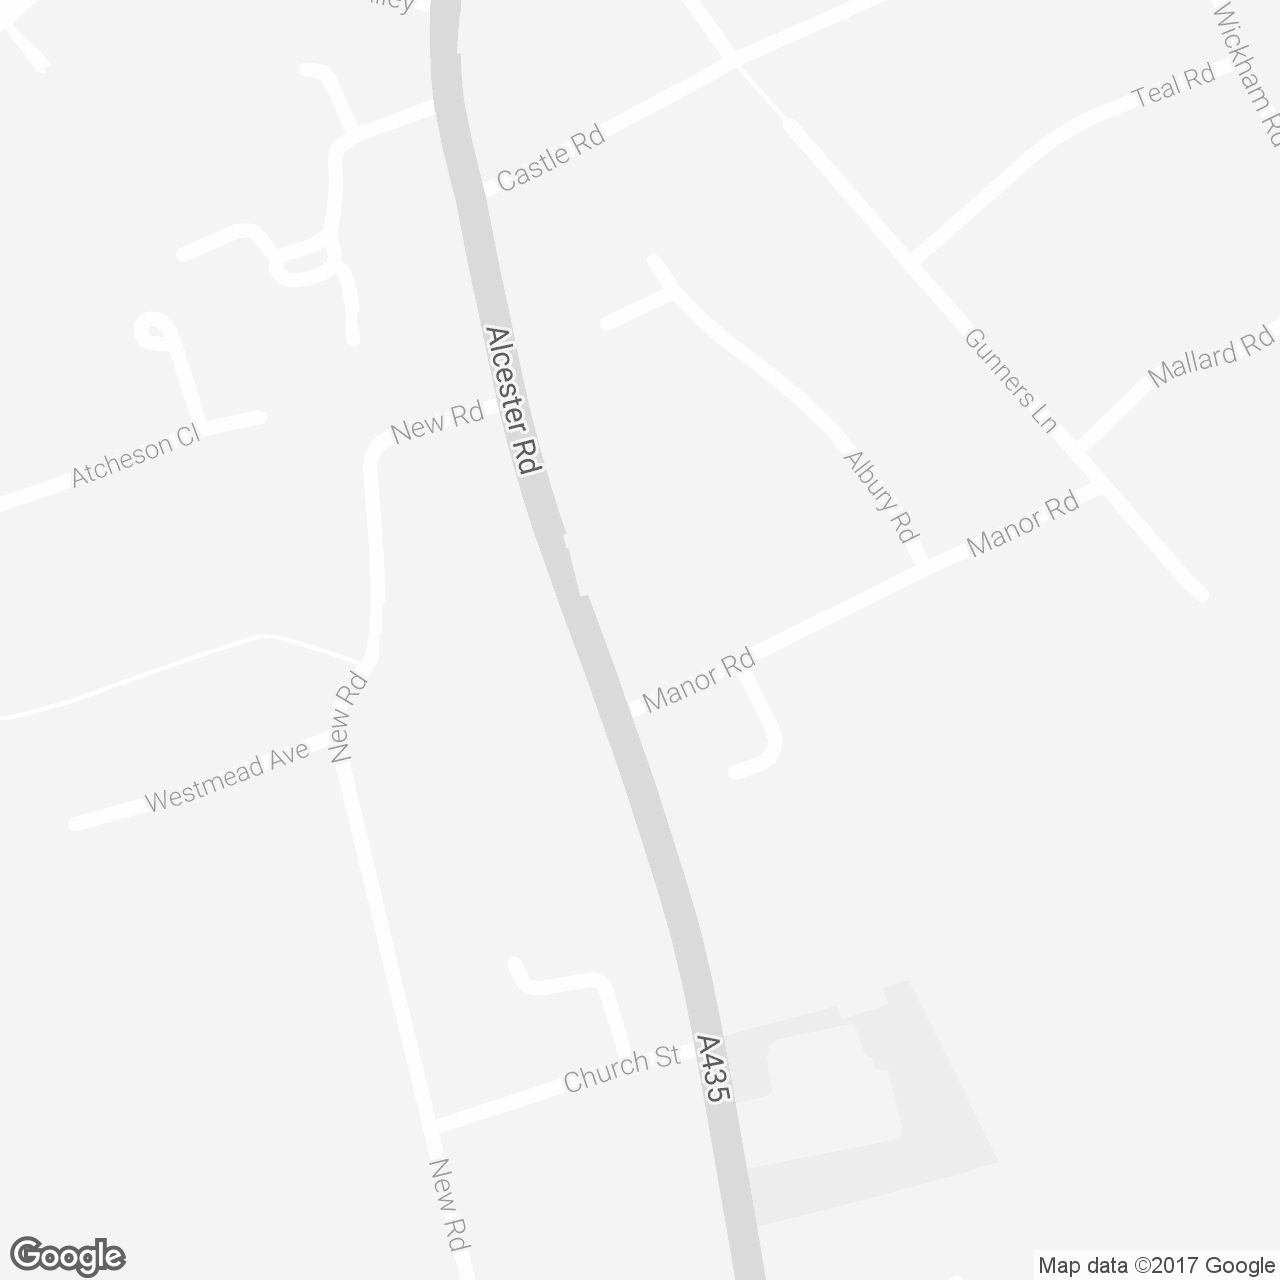 Wickham Rd
Teal Rd
Castle Rd
Alcester Rd
Gunners Ln
Mallard Rd
New Rd
Atcheson Cl
Albury Rd
Manor Rd
Manor Rd
New Rd
Westmead Ave
A435
Church St
New Rd
Google
Map data ©2017 Google